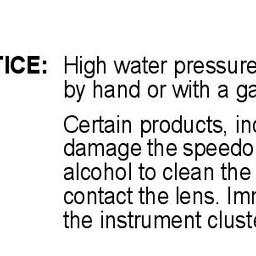 TICE: High water pressure
by hand or with a ga
Certain products, inc
damage the speedo
alcohol to clean the
contact the lens. Imr
the instrument cluste